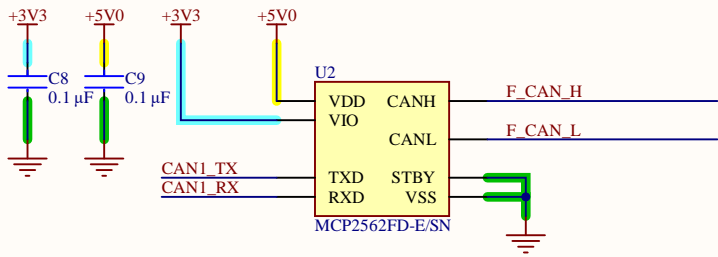 +3V3
+5V0
+3V3
+5V0
C8
0.1 µF
C9
0.1 µF
U2
VDD
CANH
F_CAN_H
VIO
CANL
F_CAN_L
CAN1_TX
TXD
STBY
CAN1_RX
RXD
VSS
MCP2562FD-E/SN